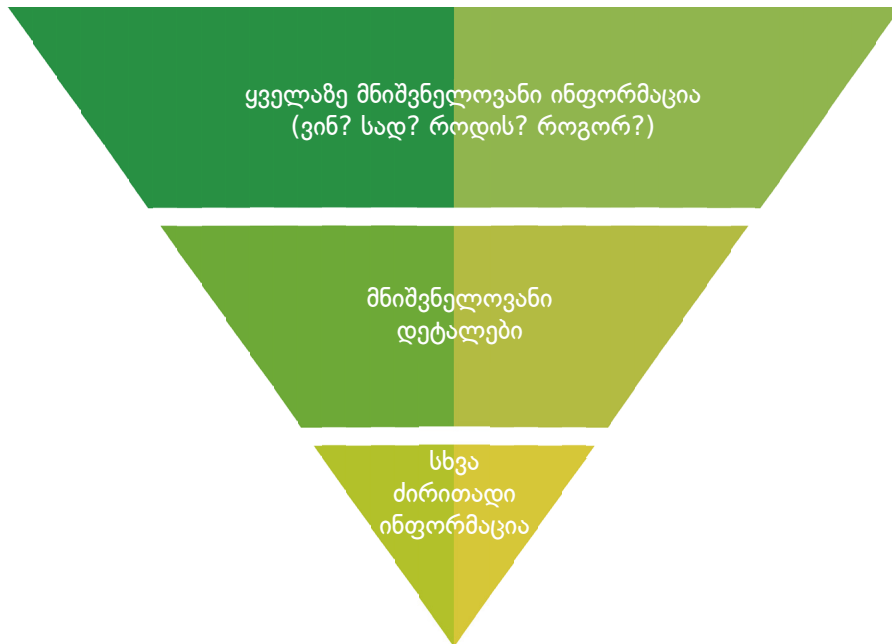 ყველაზე მნიშვნელოვანი ინფორმაცია
(ვინ? სად? როდის? როგორ?)
მნიშვნელოვანი
დეტალები
სხვა
ძირითადი
ინფორმაცია